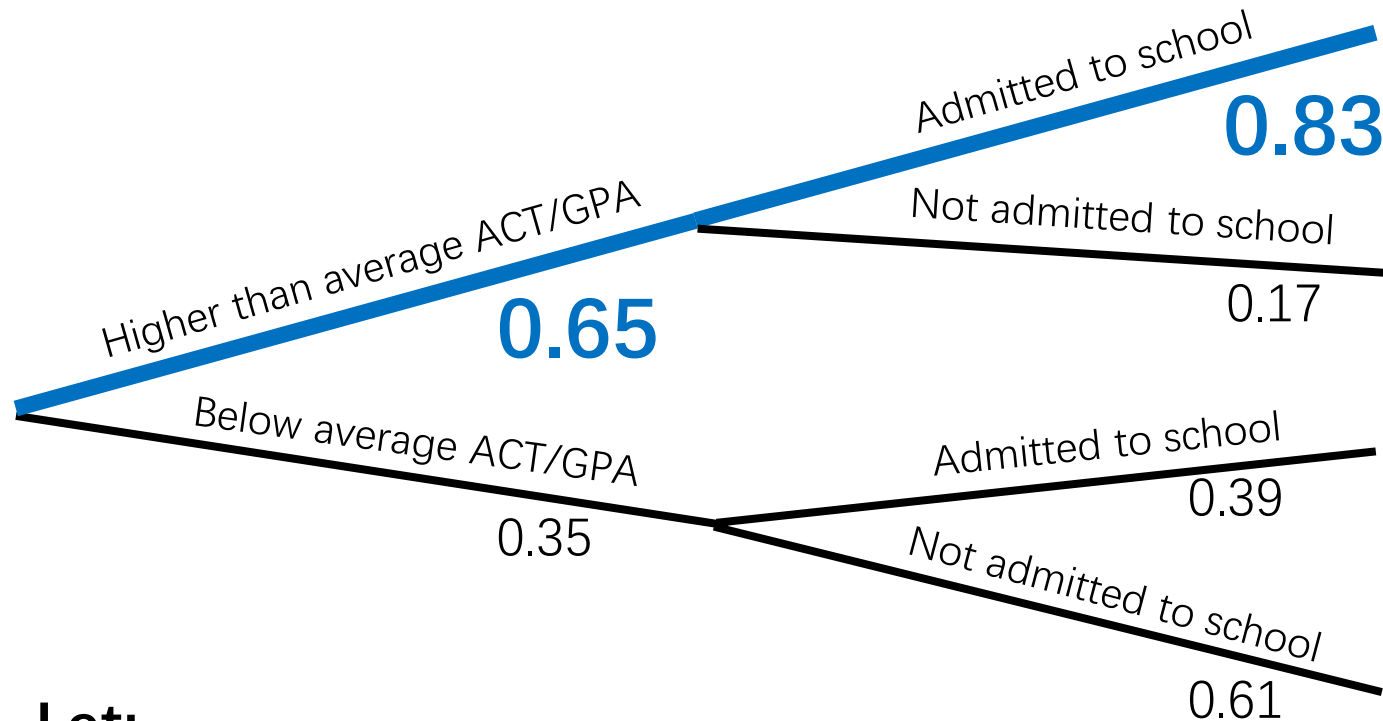 Admitted to school
0.83
Higher than average ACT/GPA
Not admitted to school
0.65
0.17
Below average ACT/GPA
Admitted to school
0.39
0.35
Not admitted to school
0.61
Let: